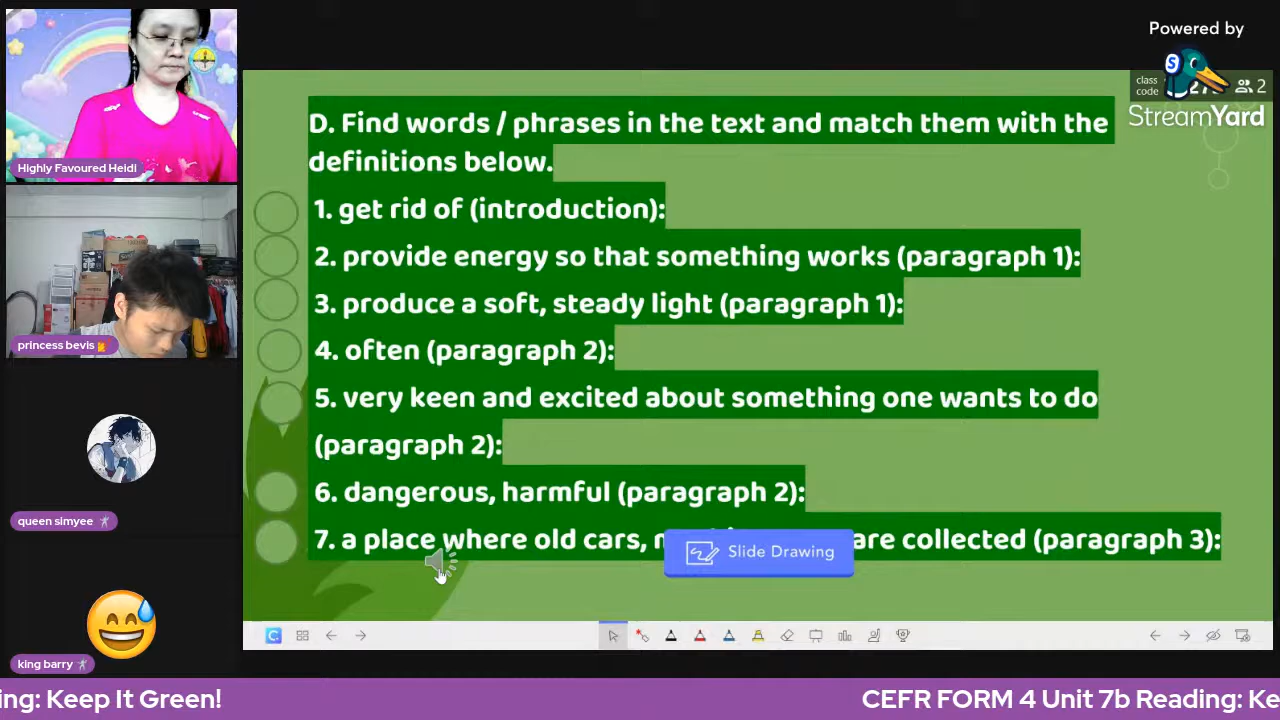 Powered by
StreamYard
class
code
2
Highly Favoured Heidi
princess bevis
queen simyee
king barry
D. Find words / phrases in the text and match them with the
definitions below.
1. get rid of (introduction):
2. provide energy so that something works (paragraph 1):
3. produce a soft, steady light (paragraph 1):
4. often (paragraph 2):
5. very keen and excited about something one wants to do
(paragraph 2):
6. dangerous, harmful (paragraph 2):
7. a place where old cars, are collected (paragraph 3):
Slide Drawing
ing: Keep It Green!
CEFR FORM 4 Unit 7b Reading: Ke